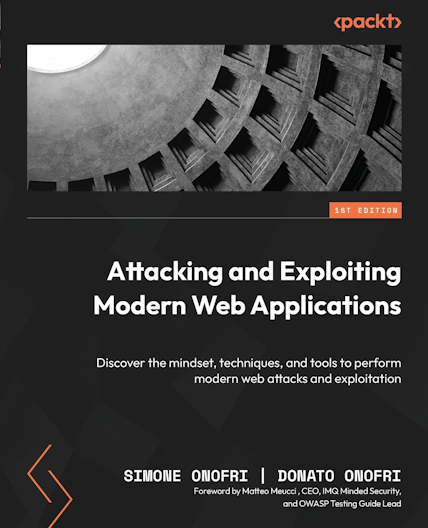 <packt>
1ST EDITION
Attacking and Exploiting
Modern Web Applications
Discover the mindset, techniques, and tools to perform
modern web attacks and exploitation
SIMONE ONOFRI | DONATO ONOFRI
Foreword by Matteo Meucci , CEO, IMQ Minded Security,
and OWASP Testing Guide Lead